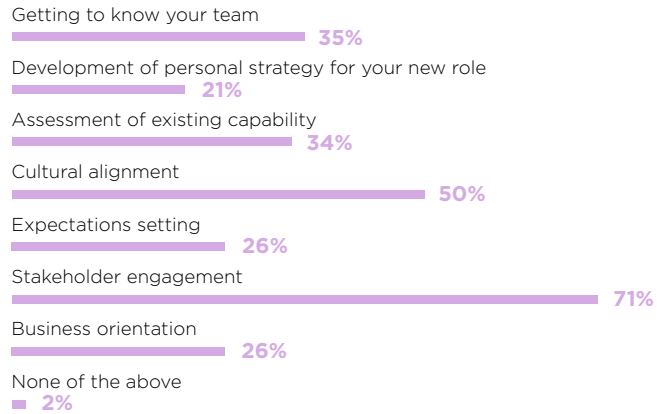 Getting to know your team
35%
Development of personal strategy for your new role
21%
Assessment of existing capability
34%
Cultural alignment
50%
Expectations setting
26%
Stakeholder engagement
71%
Business orientation
26%
None of the above
2%